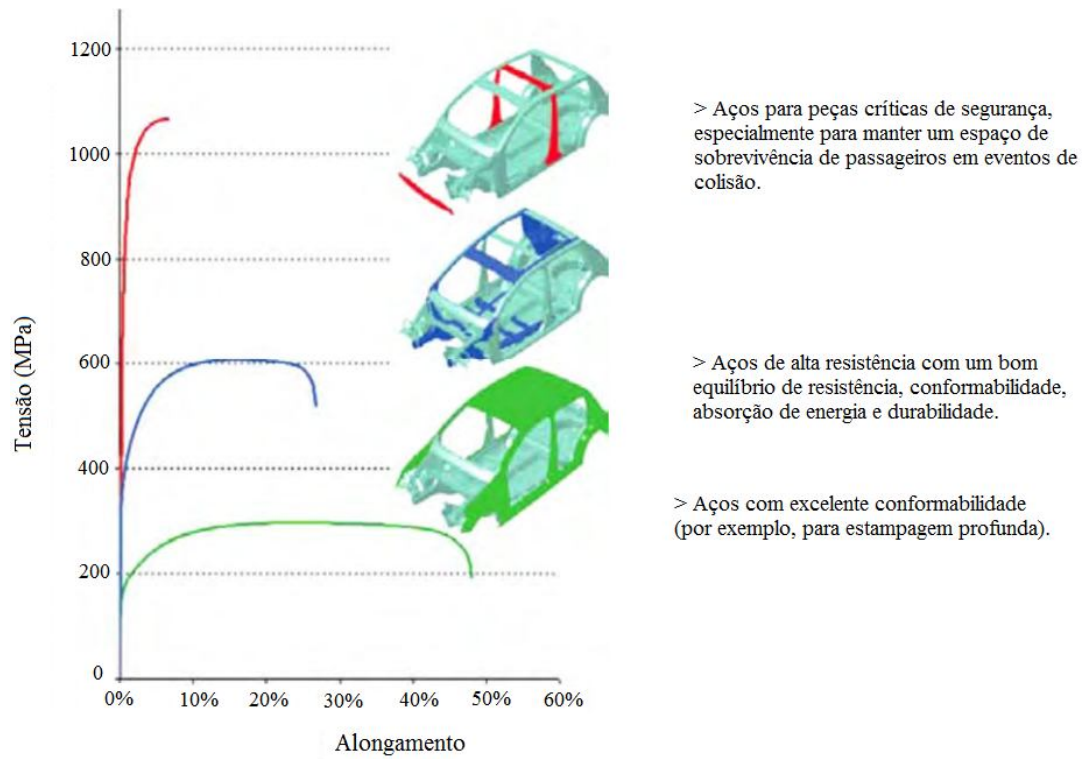 1200
1000
800
600
400
200
0
0%
10%
20%
30%
40%
50%
60%
Tensão (MPa)
Alongamento
> Aços para peças críticas de segurança,
especialmente para manter um espaço de
sobrevivência de passageiros em eventos de
colisão.
> Aços de alta resistência com um bom
equilíbrio de resistência, conformabilidade,
absorção de energia e durabilidade.
> Aços com excelente conformabilidade
(por exemplo, para estampagem profunda).